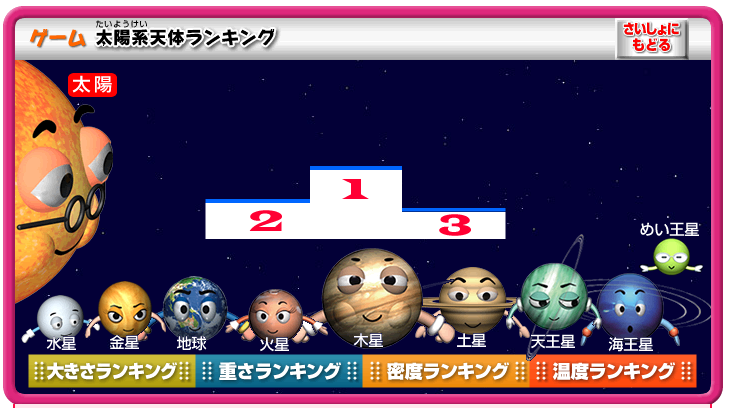 たいようけい
ゲーム 太陽系天体ランキング
さいしょに
もどる
太陽
1
2
3
めい王星
水星
金星
地球
火星
木星
土星
天王星
海王星
大きさランキング
重さランキング
密度ランキング
温度ランキング